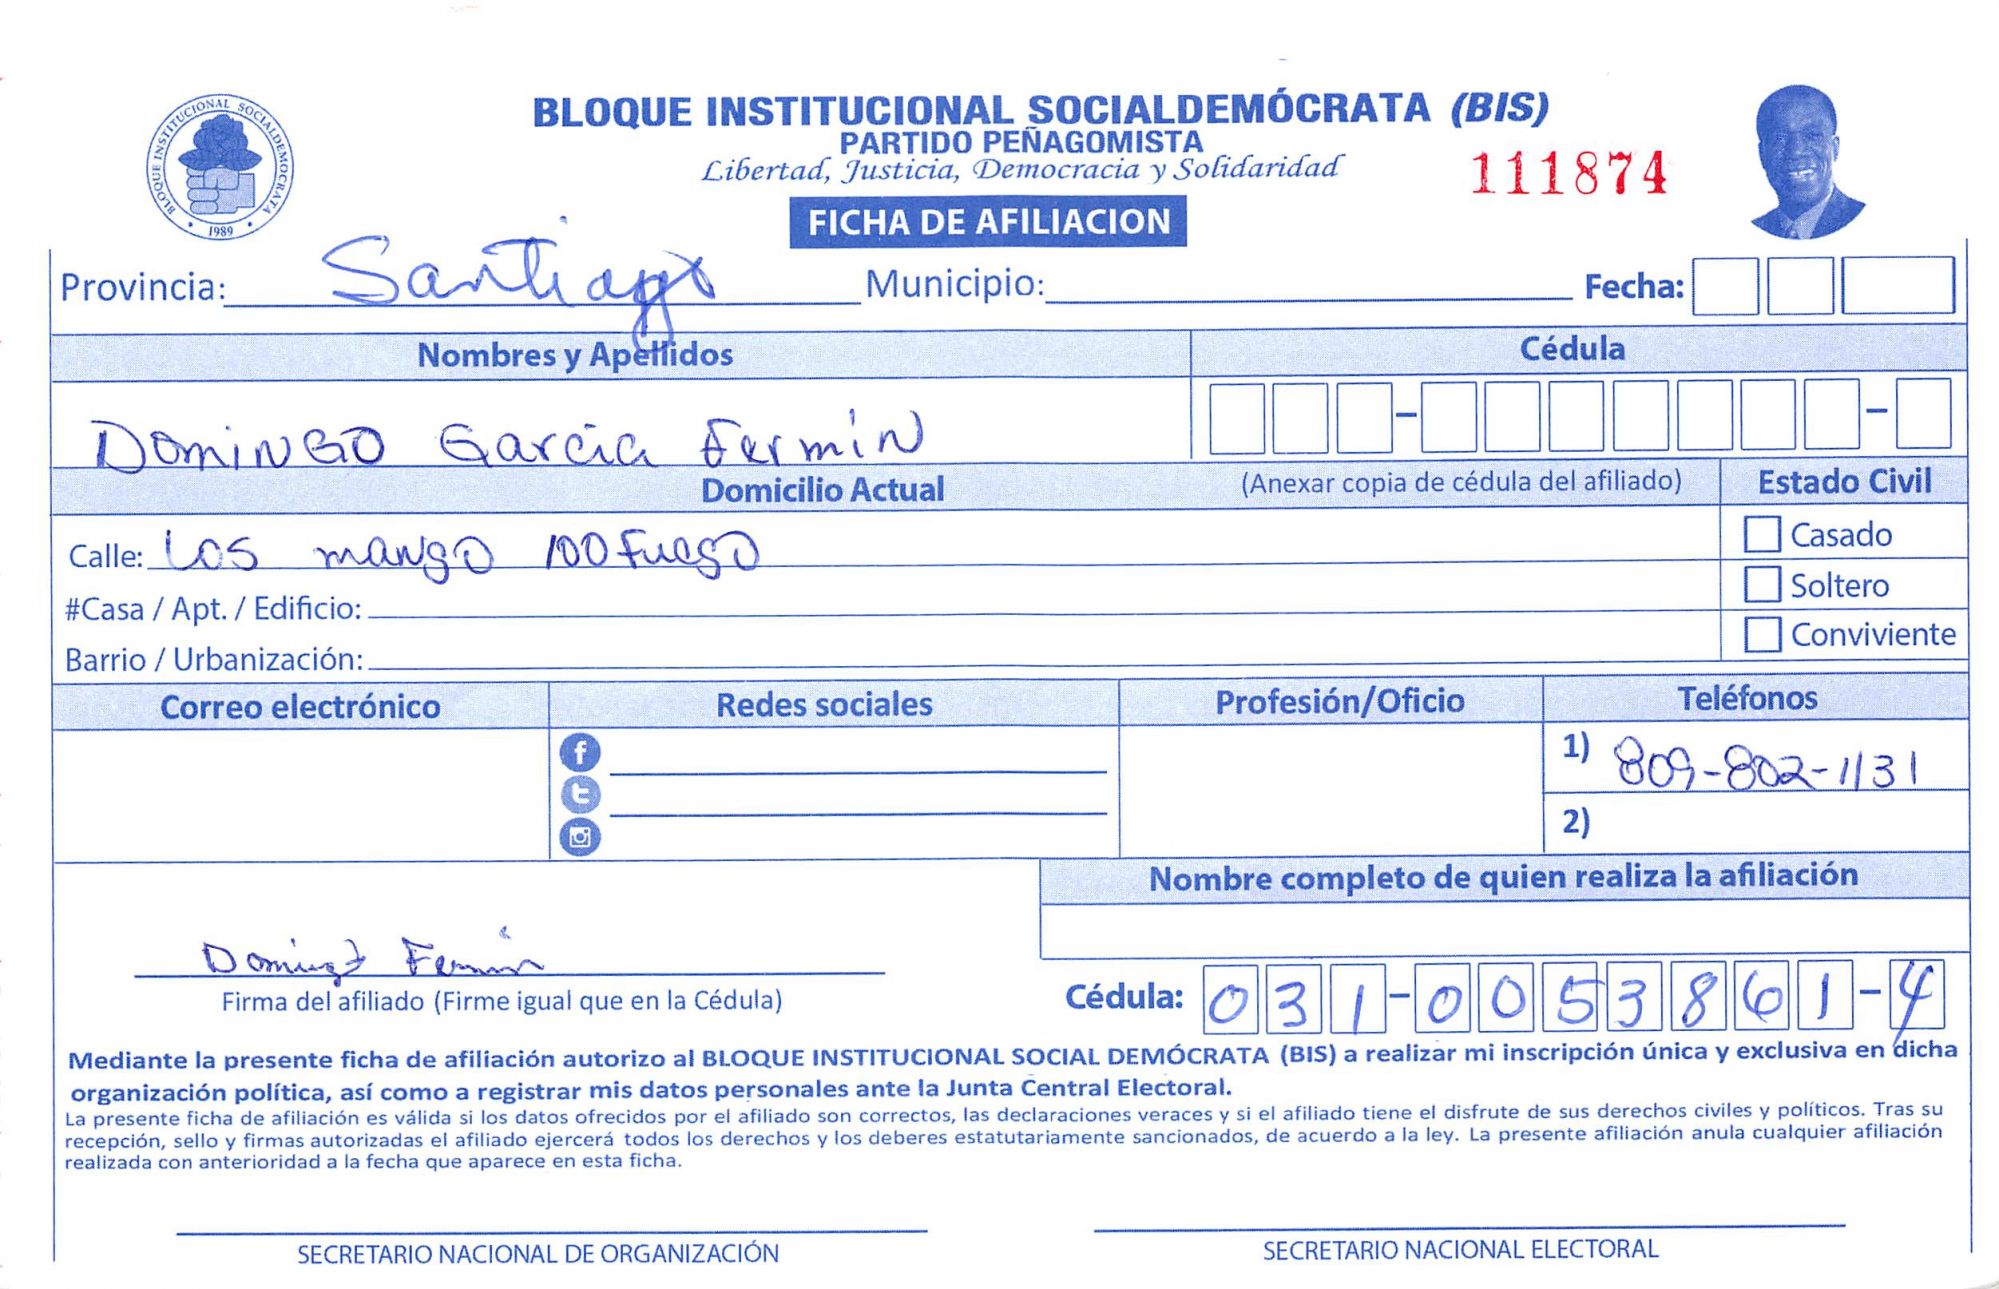 BLOQUE INSTITUCIONAL SOCIALDEMÓCRATA (BIS)
PARTIDO PEÑAGOMISTA
Libertad, Justicia, Democracia y Solidaridad
111874
BLOQUE INSTITUCIONAL SOCIALDEMOCRATA
1989
FICHA DE AFILIACION
Provincia: Santiago Municipio: Fecha:
Nombres y Apellidos Cédula
DOMINGO Garcia Fermín
Domicilio Actual (Anexar copia de cédula del afiliado) Estado Civil
Calle: Los mango 100 Fuego Casado
#Casa / Apt. / Edificio: Soltero
Barrio / Urbanización: Conviviente
Correo electrónico Redes sociales Profesión/Oficio Teléfonos
1) 809-802-1131
2)
Nombre completo de quien realiza la afiliación
Domingo Fermin
Firma del afiliado (Firme igual que en la Cédula) Cédula: 031-0053861-4
Mediante la presente ficha de afiliación autorizo al BLOQUE INSTITUCIONAL SOCIAL DEMÓCRATA (BIS) a realizar mi inscripción única y exclusiva en dicha
organización política, así como a registrar mis datos personales ante la Junta Central Electoral.
La presente ficha de afiliación es válida si los datos ofrecidos por el afiliado son correctos, las declaraciones veraces y si el afiliado tiene el disfrute de sus derechos civiles y políticos. Tras su
recepción, sello y firmas autorizadas el afiliado ejercerá todos los derechos y los deberes estatutariamente sancionados, de acuerdo a la ley. La presente afiliación anula cualquier afiliación
realizada con anterioridad a la fecha que aparece en esta ficha.
SECRETARIO NACIONAL DE ORGANIZACIÓN SECRETARIO NACIONAL ELECTORAL